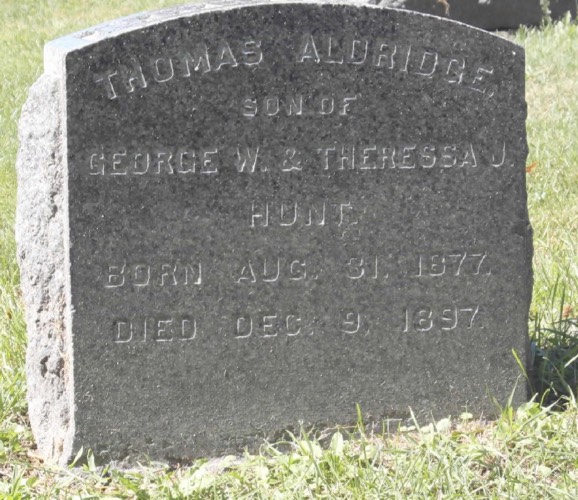 THOMAS ALDRIDGE,
SON OF
GEORGE W. & THERESSA J.
HUNT.
BORN AUG. 31. 1877.
DIED DEC. 9. 1897.